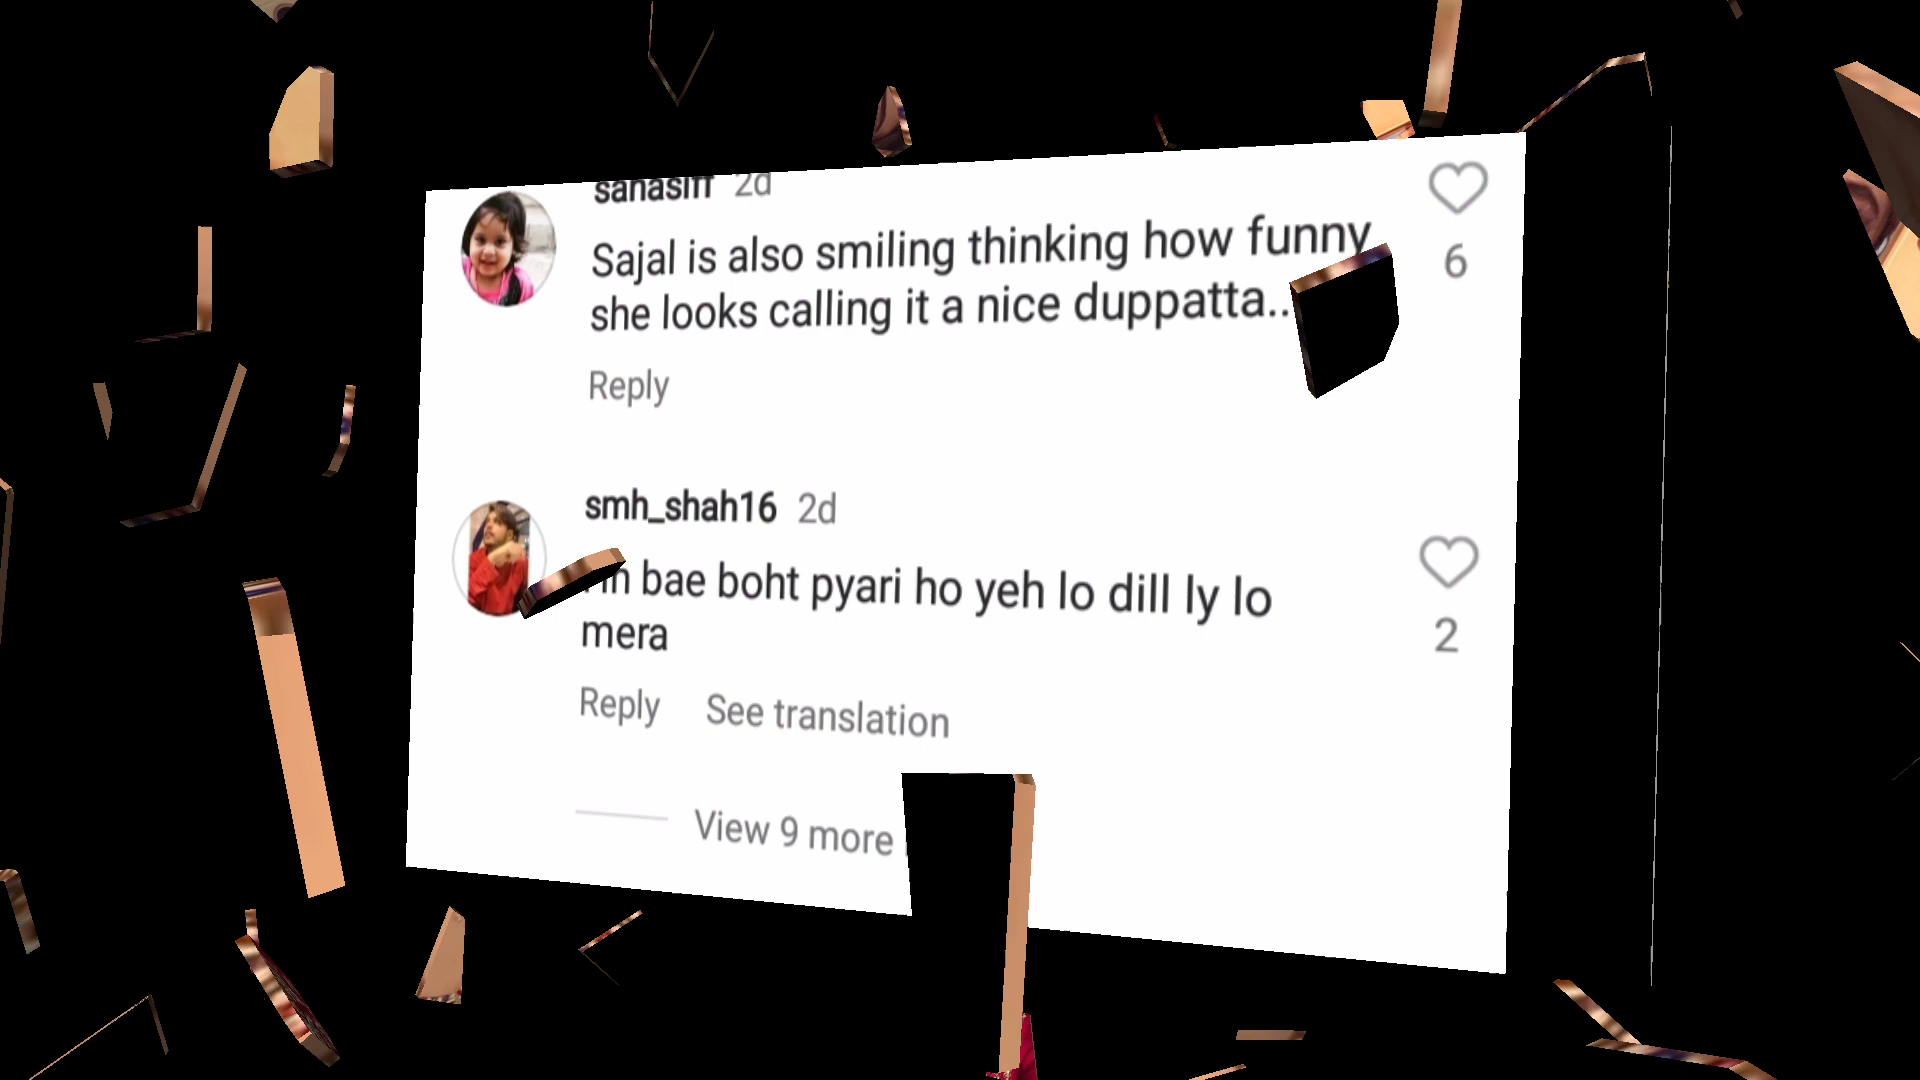 sanasiff 2d
Sajal is also smiling thinking how funny
she looks calling it a nice duppatta..
6
Reply
smh_shah16 2d
bae boht pyari ho yeh lo dill ly lo
mera
2
Reply See translation
View 9 more